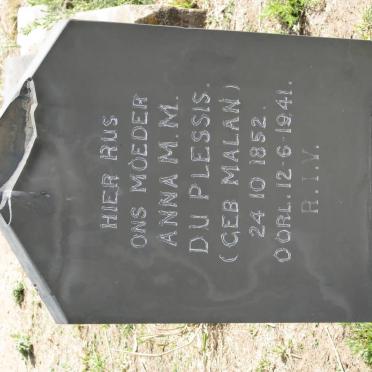 HIER RUS
ONS MOEDER
ANNA M.M.
DU PLESSIS.
(GEB MALAN)
24 10 1852.
OORL. 12-6-1941.
R.I.V.